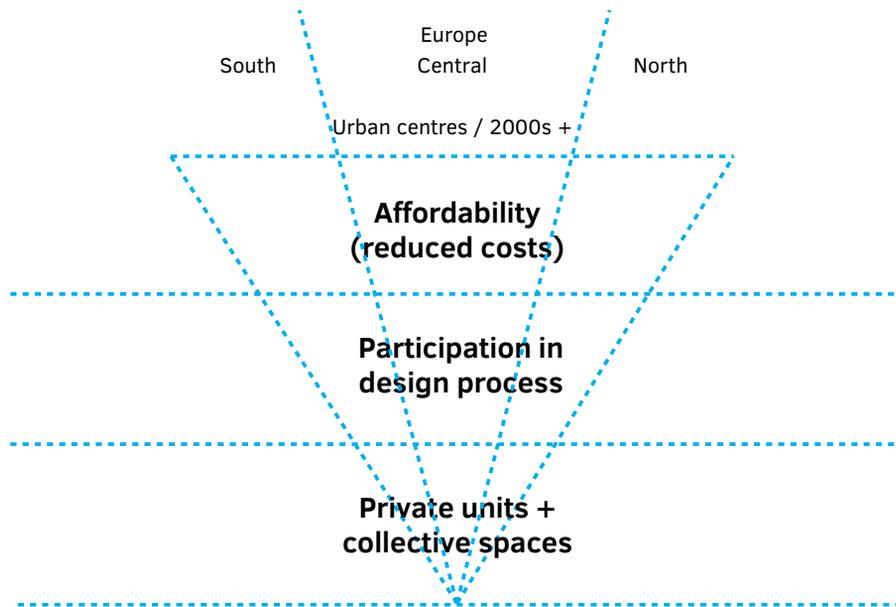 Europe
South
Central
North
Urban centres / 2000s +
Affordability
(reduced costs)
Participation in
design process
Private units +
collective spaces